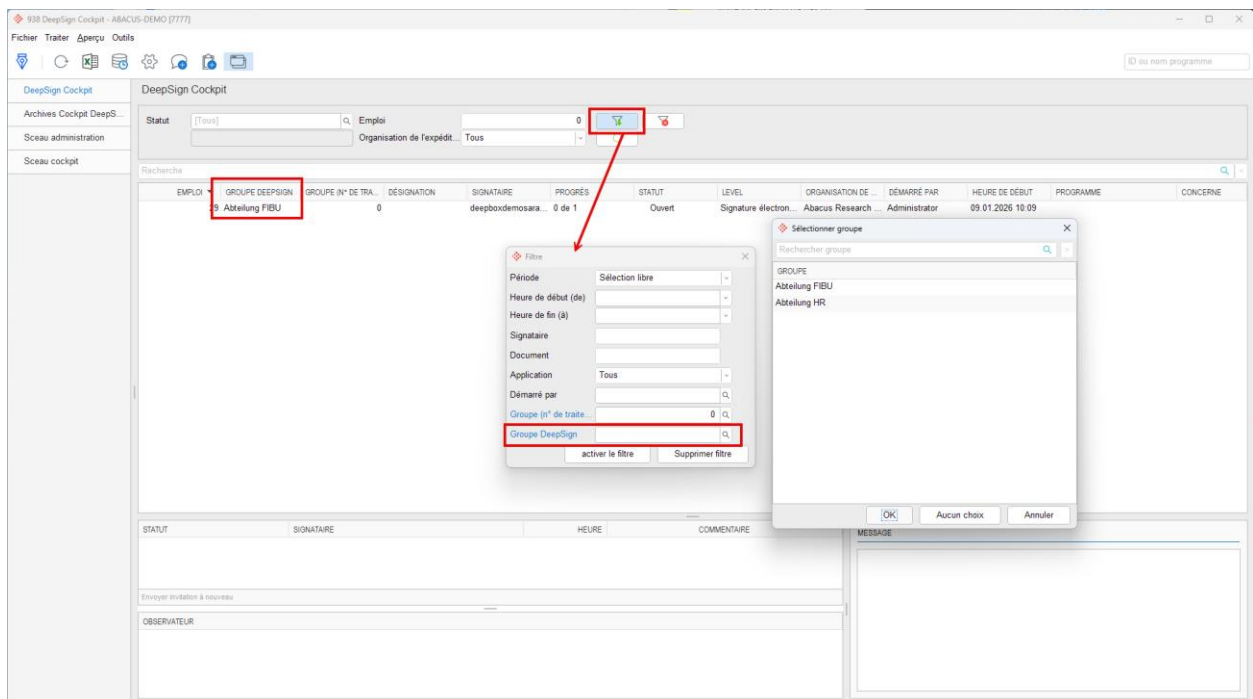 938 DeepSign Cockpit - ABACUS-DEMO [7777]
Fichier Traiter Aperçu Outils
ID ou nom programme
DeepSign Cockpit
Archives Cockpit DeepS...
Sceau administration
Sceau cockpit
DeepSign Cockpit
Statut [Tous] Emploi 0
Organisation de l'expédit... Tous
Recherche
EMPLOI GROUPE DEEPSIGN GROUPE (N° DE TRA... DÉSIGNATION SIGNATAIRE PROGRÈS STATUT LEVEL ORGANISATION DE ... DÉMARRÉ PAR HEURE DE DÉBUT PROGRAMME CONCERNE
29 Abteilung FIBU 0 deepboxdemosara... 0 de 1 Ouvert Signature électron... Abacus Research ... Administrator 09.01.2026 10:09
Filtre
Période Sélection libre
Heure de début (de)
Heure de fin (à)
Signataire
Document
Application Tous
Démarré par
Groupe (n° de traite... 0
Groupe DeepSign
activer le filtre Supprimer filtre
Sélectionner groupe
Rechercher groupe
GROUPE
Abteilung FIBU
Abteilung HR
OK Aucun choix Annuler
STATUT SIGNATAIRE HEURE COMMENTAIRE
Envoyer invitation à nouveau
OBSERVATEUR
MESSAGE